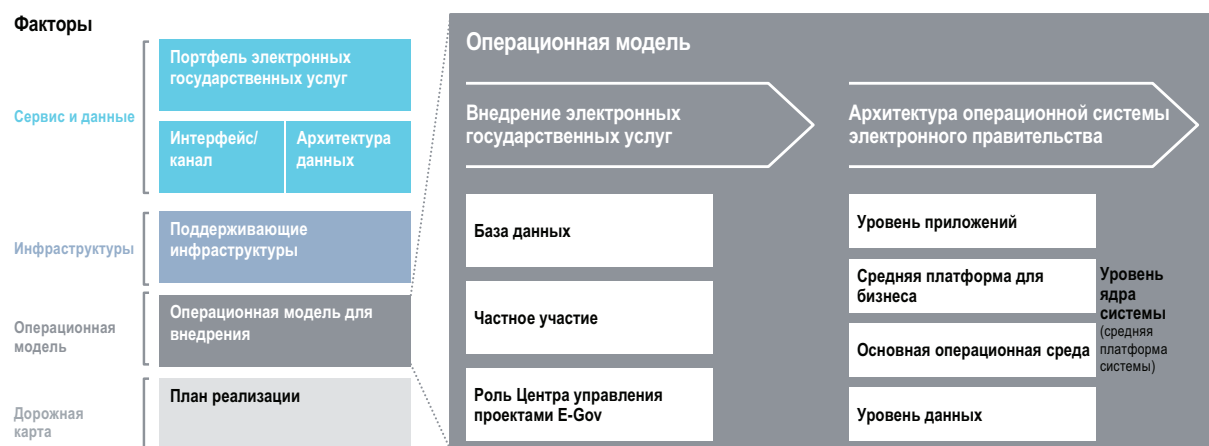 Факторы
Сервис и данные
Портфель электронных
государственных услуг
Интерфейс/
канал
Архитектура
данных
Инфраструктуры
Поддерживающие
инфраструктуры
Операционная
модель
Операционная модель для
внедрения
Дорожная
карта
План реализации
Операционная модель
Внедрение электронных
государственных услуг
База данных
Частное участие
Роль Центра управления
проектами E-Gov
Архитектура операционной системы
электронного правительства
Уровень приложений
Средняя платформа для
бизнеса
Основная операционная среда
Уровень данных
Уровень
ядра
системы
(средняя
платформа
системы)